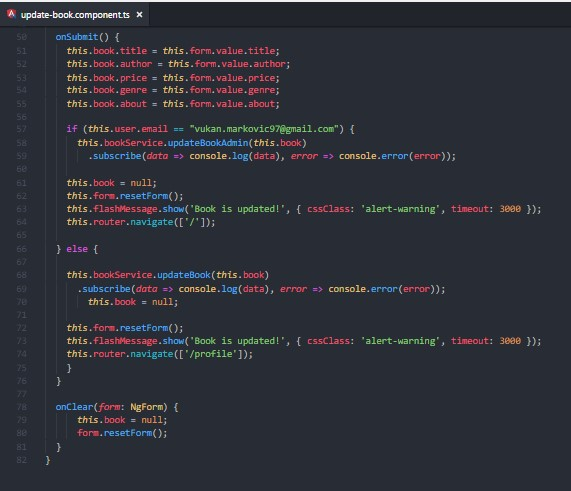 update-book.component.ts ×
50 onSubmit() {
51 this.book.title = this.form.value.title;
52 this.book.author = this.form.value.author;
53 this.book.price = this.form.value.price;
54 this.book.genre = this.form.value.genre;
55 this.book.about = this.form.value.about;
56
57 if (this.user.email == "vukan.markovic97@gmail.com") {
58 this.bookService.updateBookAdmin(this.book)
59 .subscribe(data => console.log(data), error => console.error(error));
60
61 this.book = null;
62 this.form.resetForm();
63 this.flashMessage.show('Book is updated!', { cssClass: 'alert-warning', timeout: 3000 });
64 this.router.navigate(['/']);
65
66 } else {
67
68 this.bookService.updateBook(this.book)
69 .subscribe(data => console.log(data), error => console.error(error));
70 this.book = null;
71
72 this.form.resetForm();
73 this.flashMessage.show('Book is updated!', { cssClass: 'alert-warning', timeout: 3000 });
74 this.router.navigate(['/profile']);
75 }
76 }
77
78 onClear(form: NgForm) {
79 this.book = null;
80 form.resetForm();
81 }
82 }